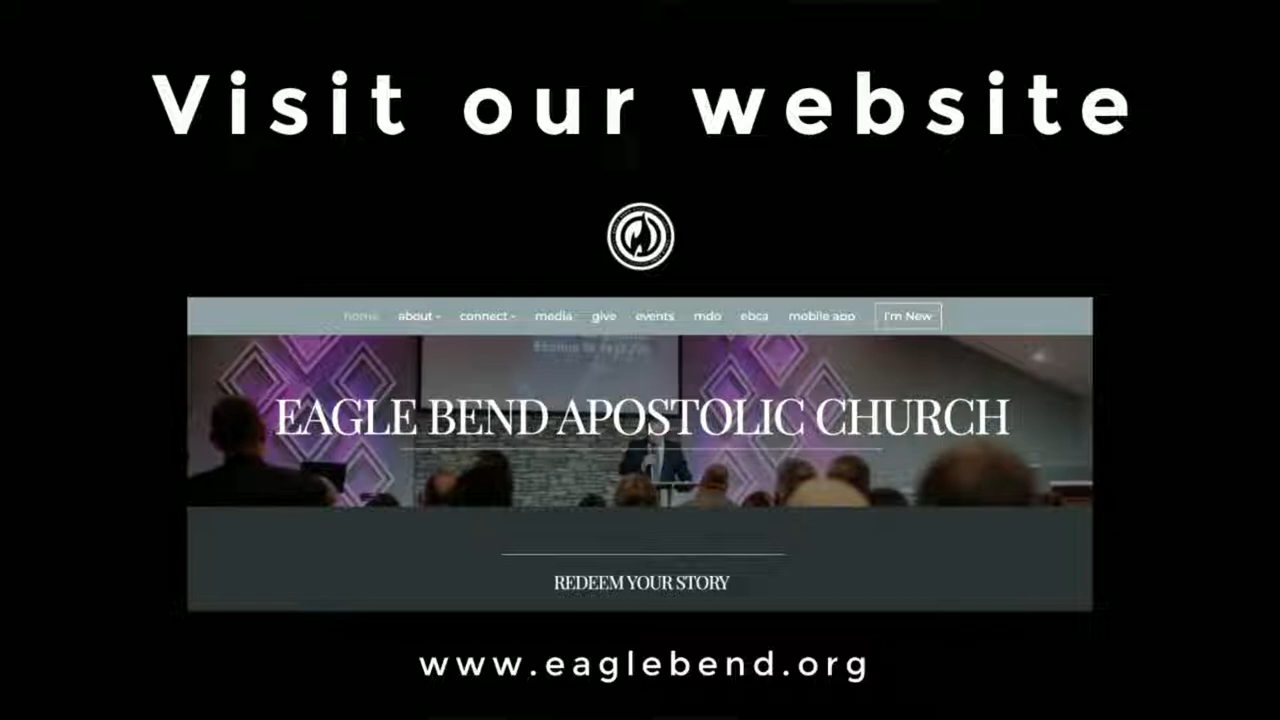 Visit our website
home about connect media give events mdo ebca mobile app I'm New
EAGLE BEND APOSTOLIC CHURCH
REDEEM YOUR STORY
www.eaglebend.org